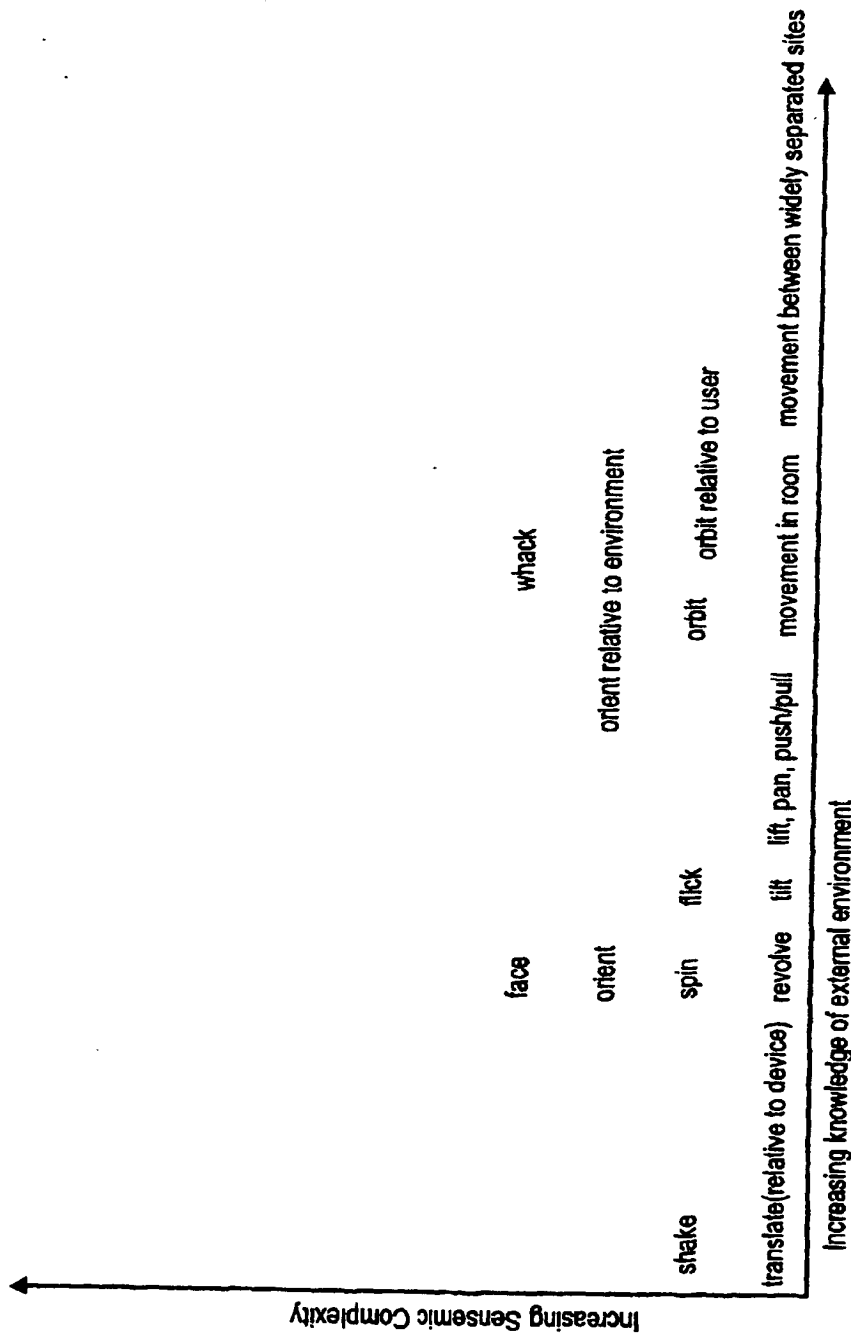 Increasing Sensemic Complexity
face
whack
orient
orient relative to environment
shake
spin
flick
orbit
orbit relative to user
translate(relative to device) revolve tilt lift, pan, push/pull movement in room movement between widely separated sites
Increasing knowledge of external environment